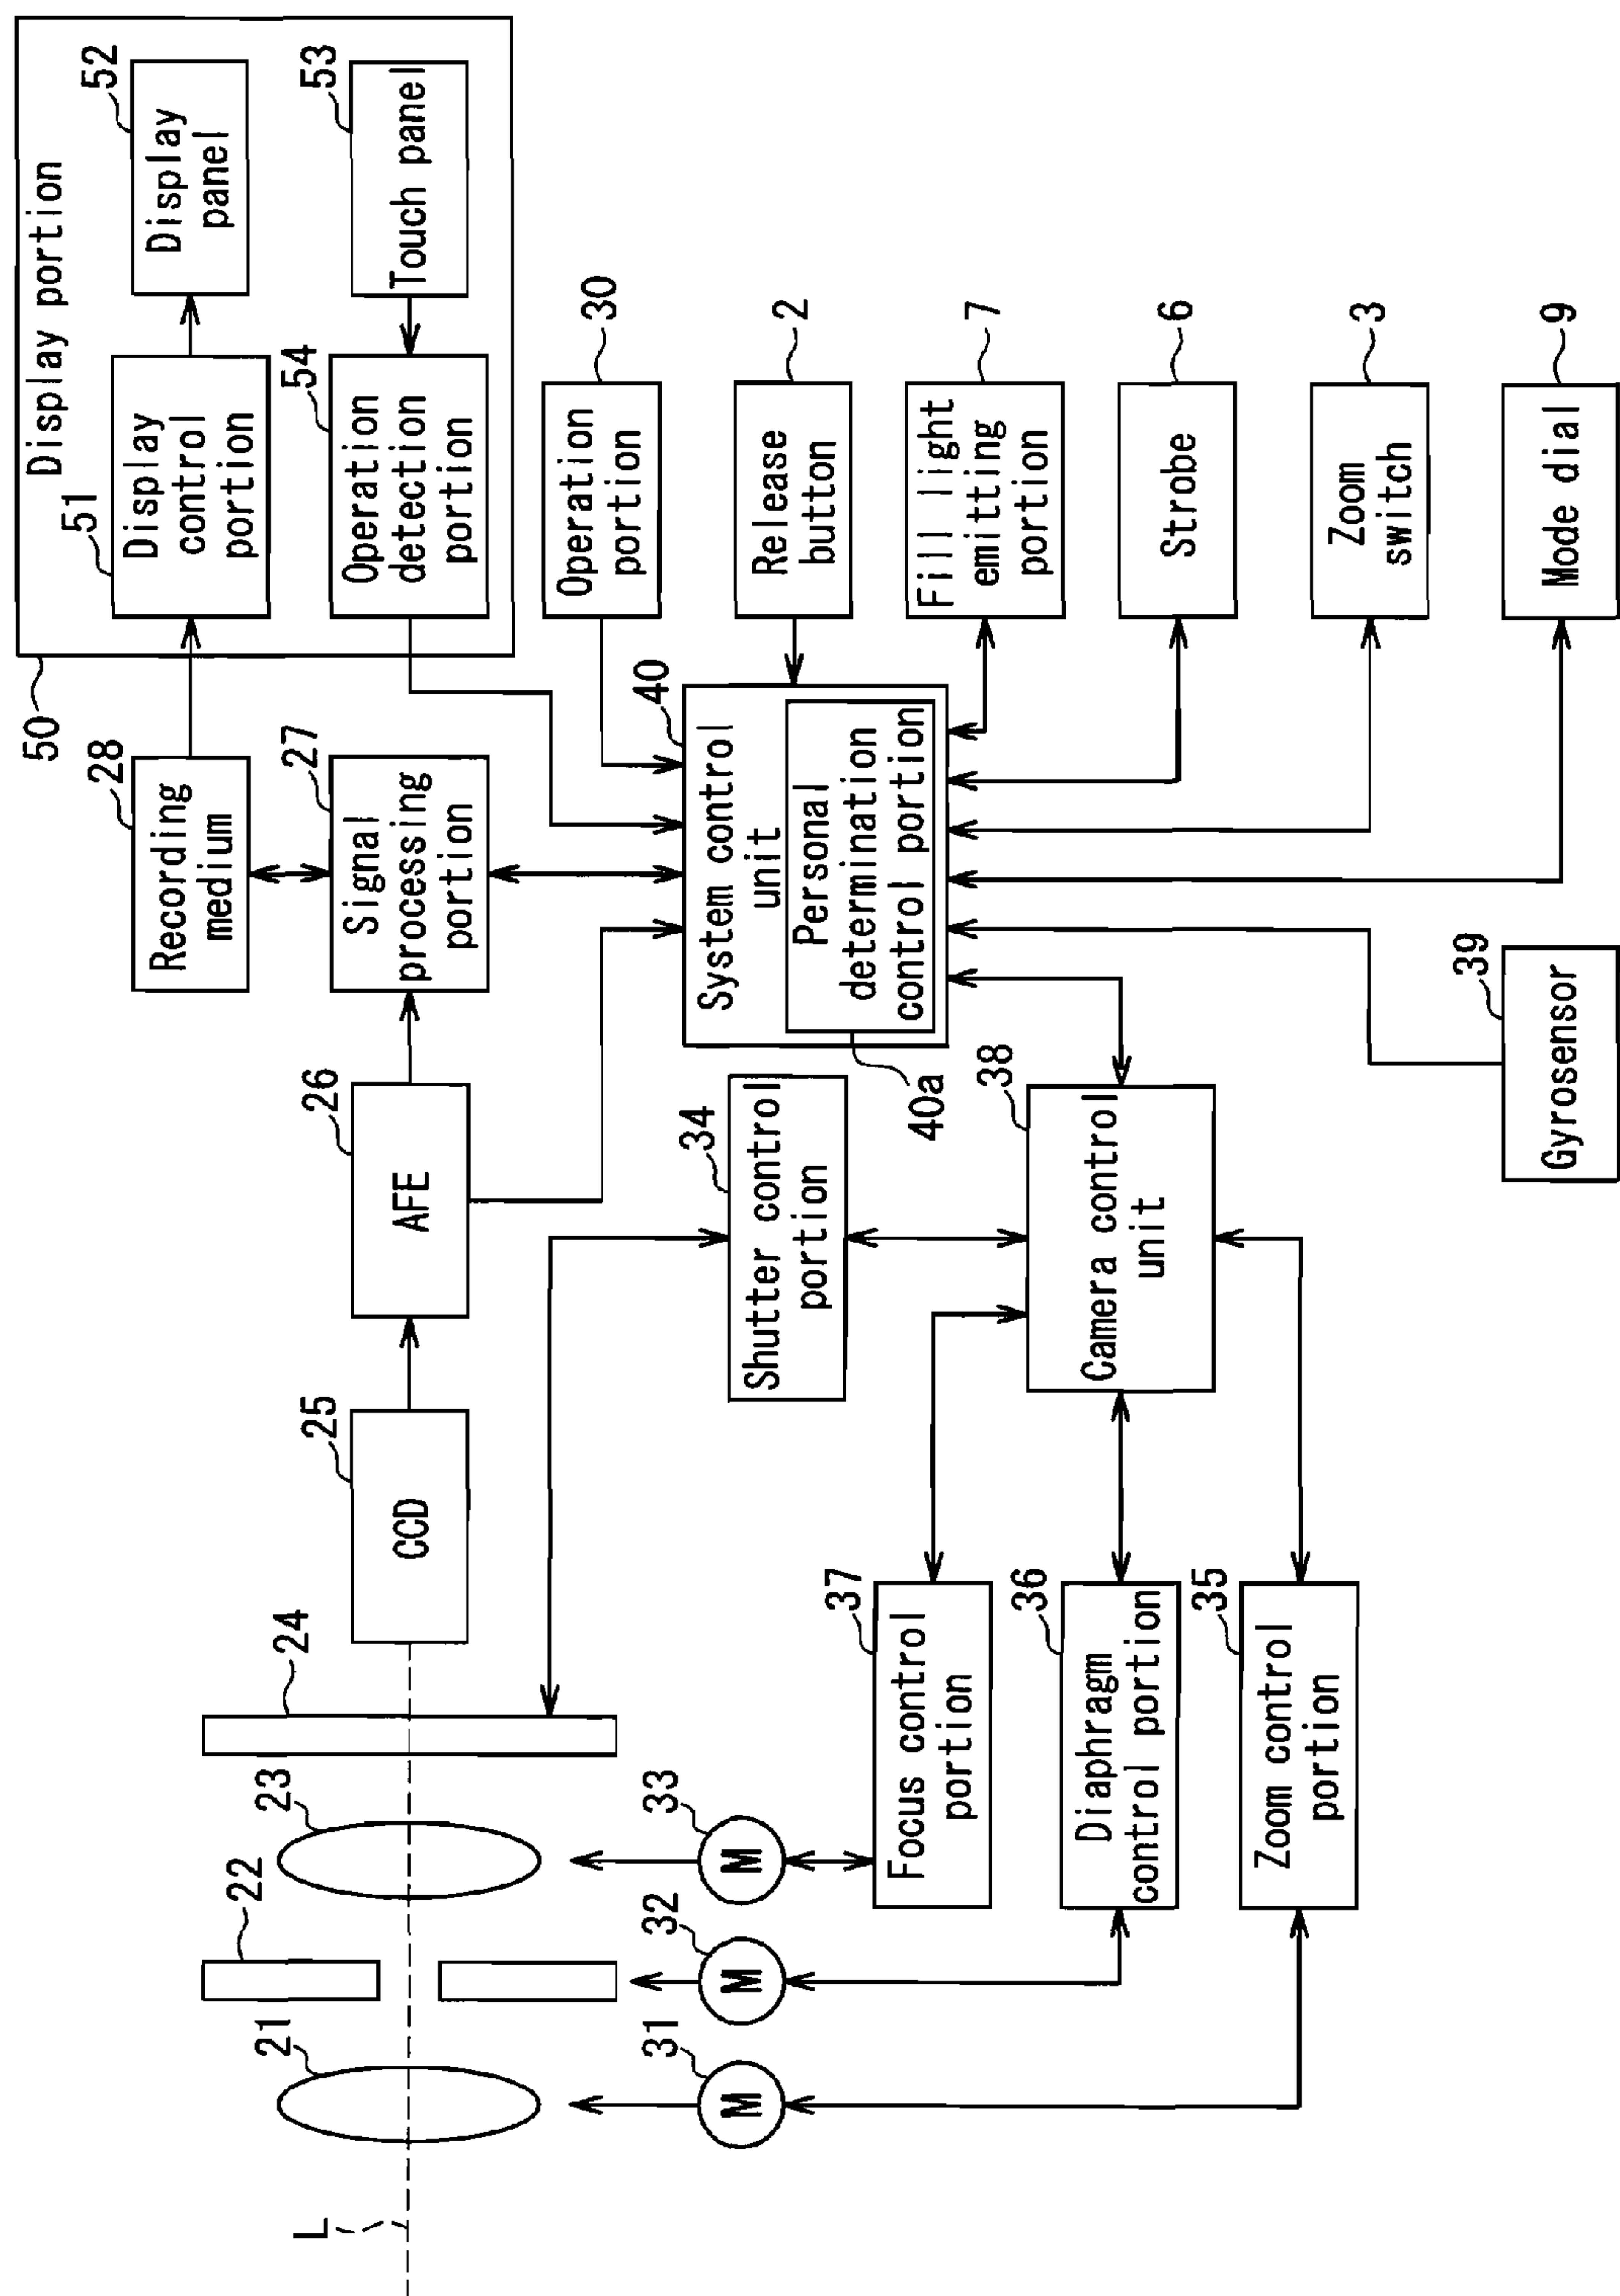 L
21
22
23
24
25
CCD
26
AFE
27
Signal
processing
portion
28
Recording
medium
50
Display portion
51
Display
control
portion
52
Display
panel
53
Touch panel
54
Operation
detection
portion
31
M
32
M
33
M
34
Shutter control
portion
40
System control
unit
Personal
determination
control portion
40a
Operation
portion
30
Release
button
2
Fill light
emitting
portion
7
Strobe
6
Zoom
switch
3
Mode dial
9
37
Focus control
portion
36
Diaphragm
control portion
35
Zoom control
portion
38
Camera control
unit
39
Gyrosensor